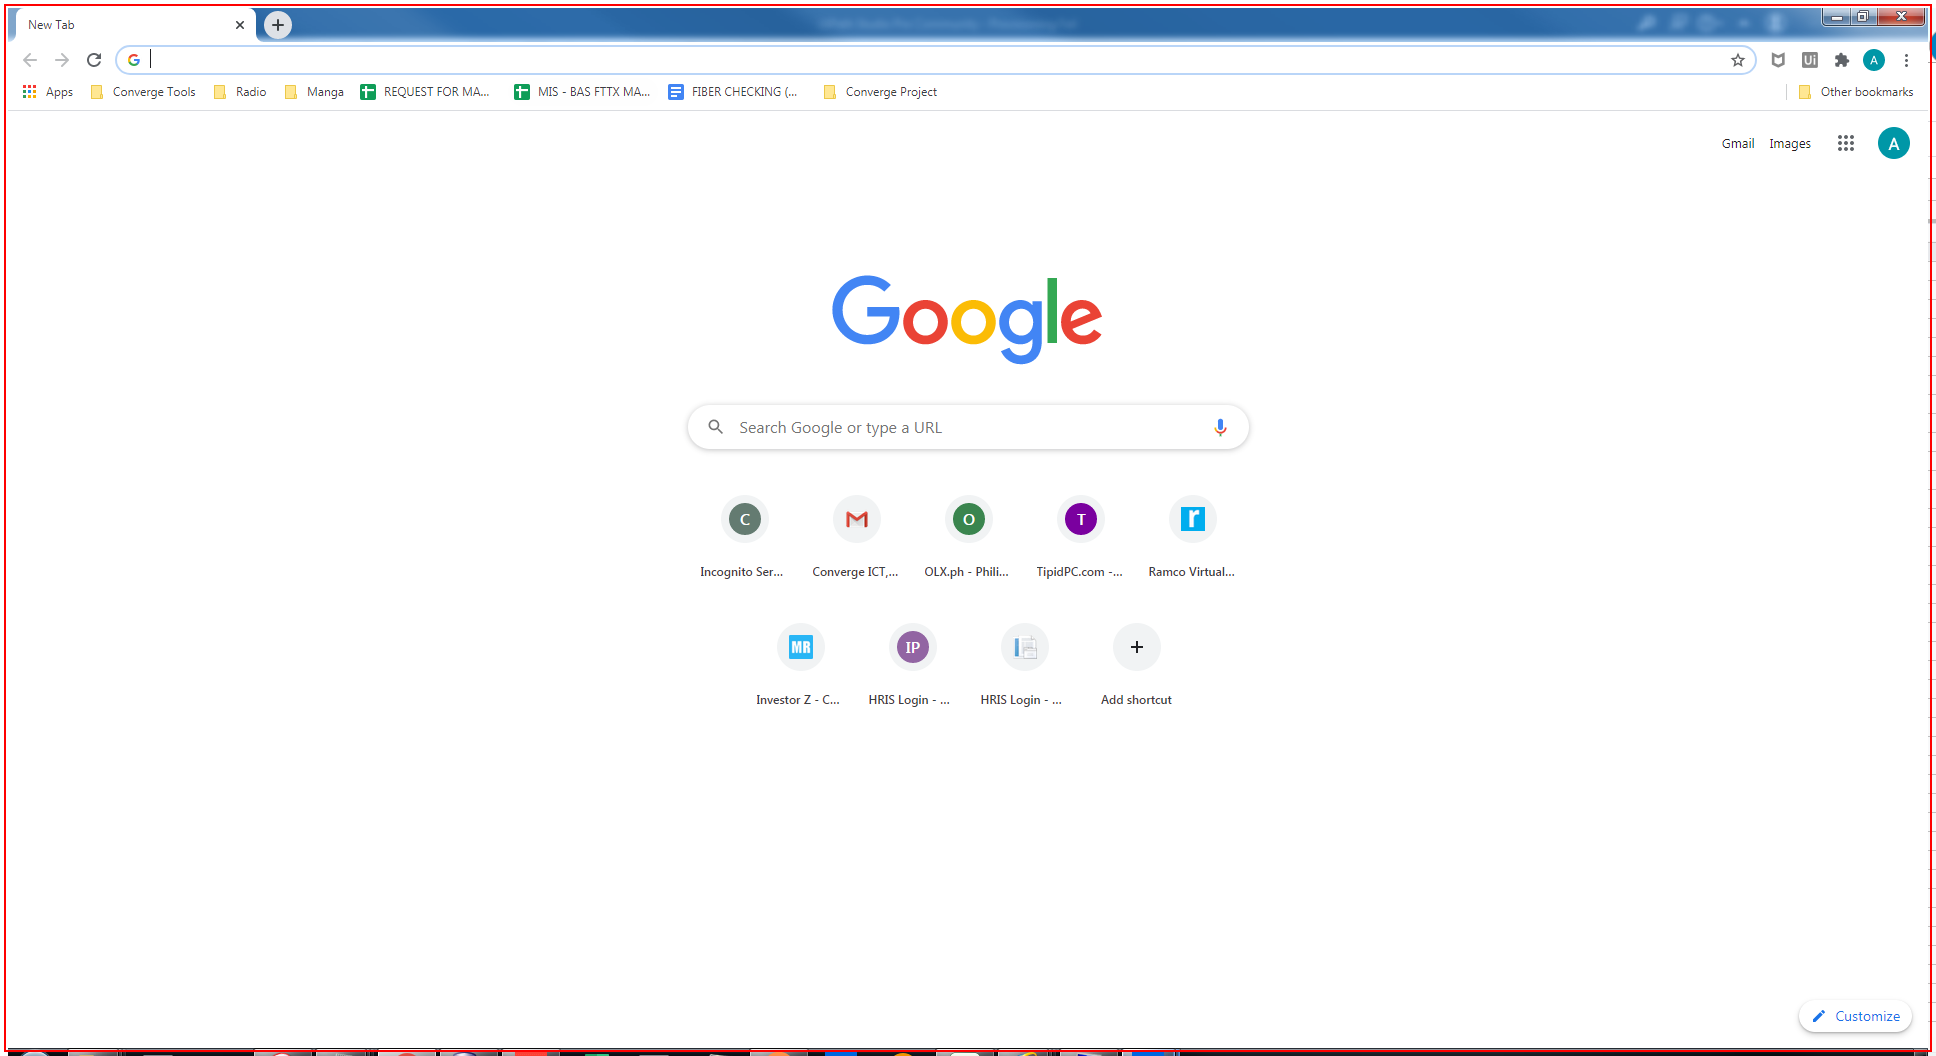 New Tab
Ui
A
Apps
Converge Tools
Radio
Manga
REQUEST FOR MA...
MIS - BAS FTTX MA...
FIBER CHECKING (...
Converge Project
Other bookmarks
Gmail
Images
A
Google
Search Google or type a URL
C
O
T
r
Incognito Ser...
Converge ICT,...
OLX.ph - Phili...
TipidPC.com -...
Ramco Virtual...
MR
IP
Investor Z - C...
HRIS Login - ...
HRIS Login - ...
Add shortcut
Customize